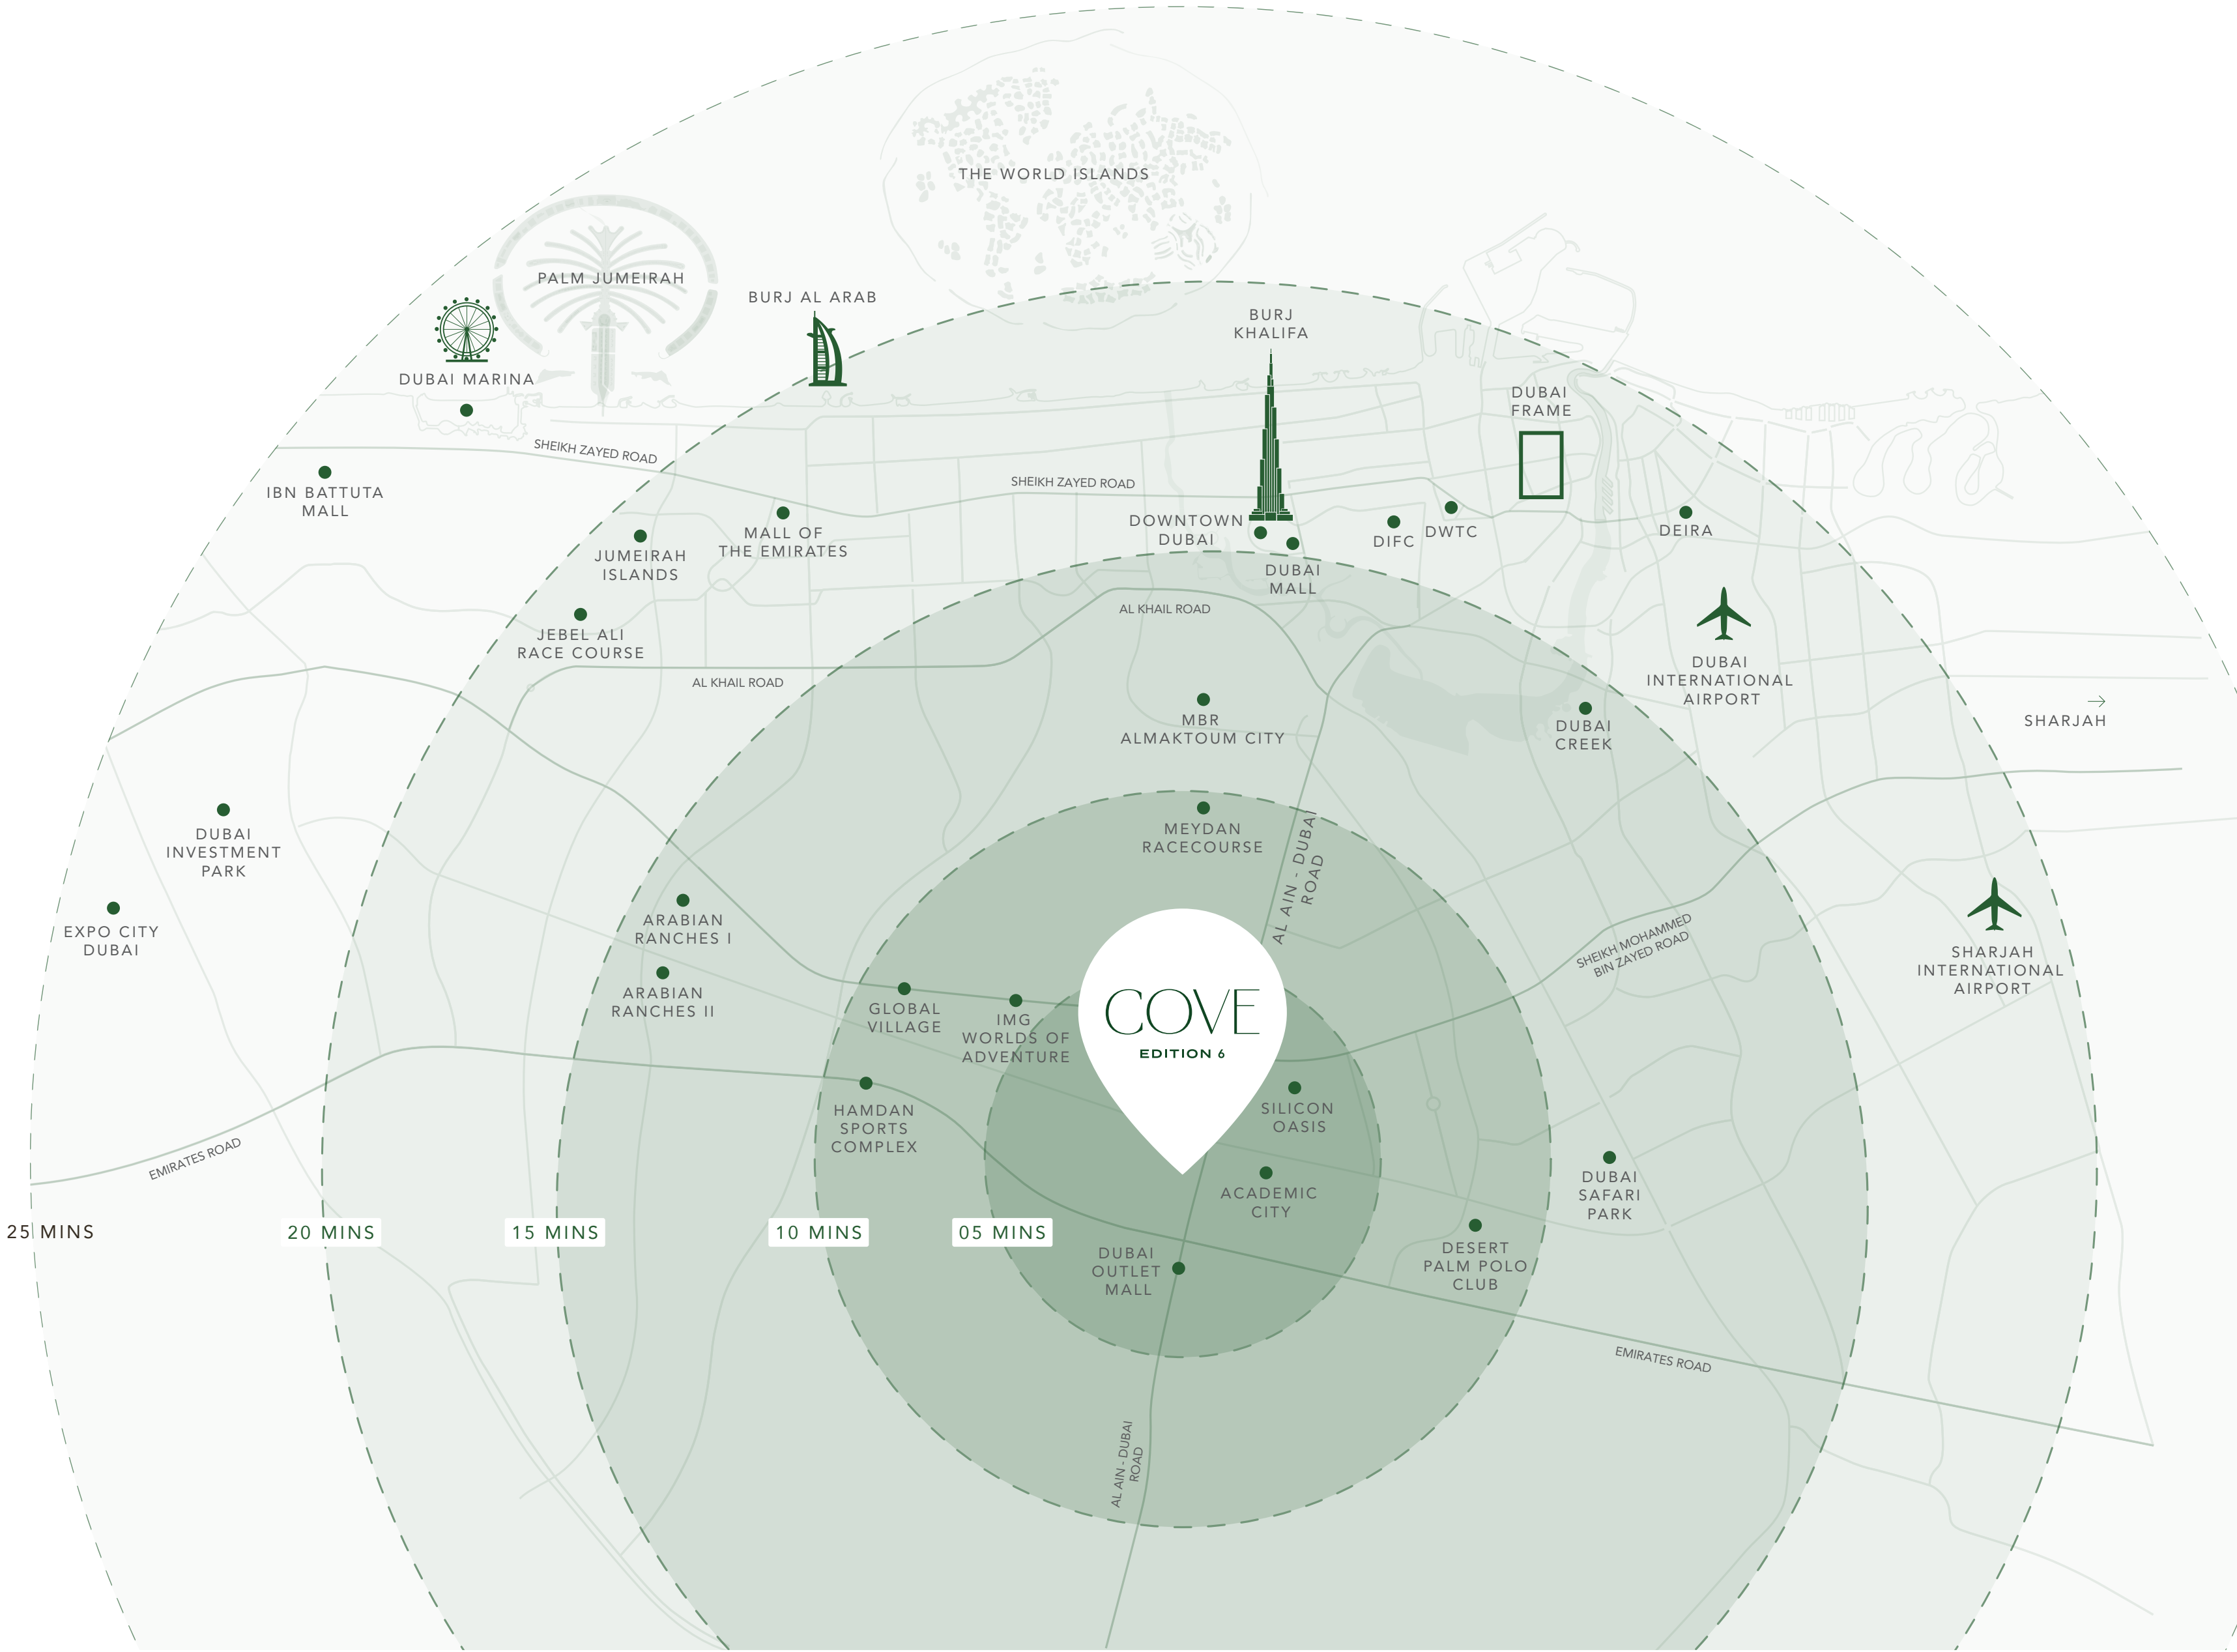 THE WORLD ISLANDS
PALM JUMEIRAH
BURJ AL ARAB
BURJ
KHALIFA
DUBAI MARINA
DUBAI
FRAME
SHEIKH ZAYED ROAD
SHEIKH ZAYED ROAD
IBN BATTUTA
MALL
JUMEIRAH
ISLANDS
MALL OF
THE EMIRATES
DOWNTOWN
DUBAI
DUBAI
MALL
DIFC
DWTC
DEIRA
JEBEL ALI
RACE COURSE
AL KHAIL ROAD
AL KHAIL ROAD
DUBAI
INTERNATIONAL
AIRPORT
MBR
ALMAKTOUM CITY
DUBAI
CREEK
→
SHARJAH
DUBAI
INVESTMENT
PARK
MEYDAN
RACECOURSE
AL AIN - DUBAI
ROAD
EXPO CITY
DUBAI
ARABIAN
RANCHES I
ARABIAN
RANCHES II
SHEIKH MOHAMMED
BIN ZAYED ROAD
SHARJAH
INTERNATIONAL
AIRPORT
GLOBAL
VILLAGE
IMG
WORLDS OF
ADVENTURE
COVE
EDITION 6
HAMDAN
SPORTS
COMPLEX
SILICON
OASIS
EMIRATES ROAD
ACADEMIC
CITY
DUBAI
SAFARI
PARK
25 MINS
20 MINS
15 MINS
10 MINS
05 MINS
DUBAI
OUTLET
MALL
DESERT
PALM POLO
CLUB
EMIRATES ROAD
AL AIN - DUBAI
ROAD